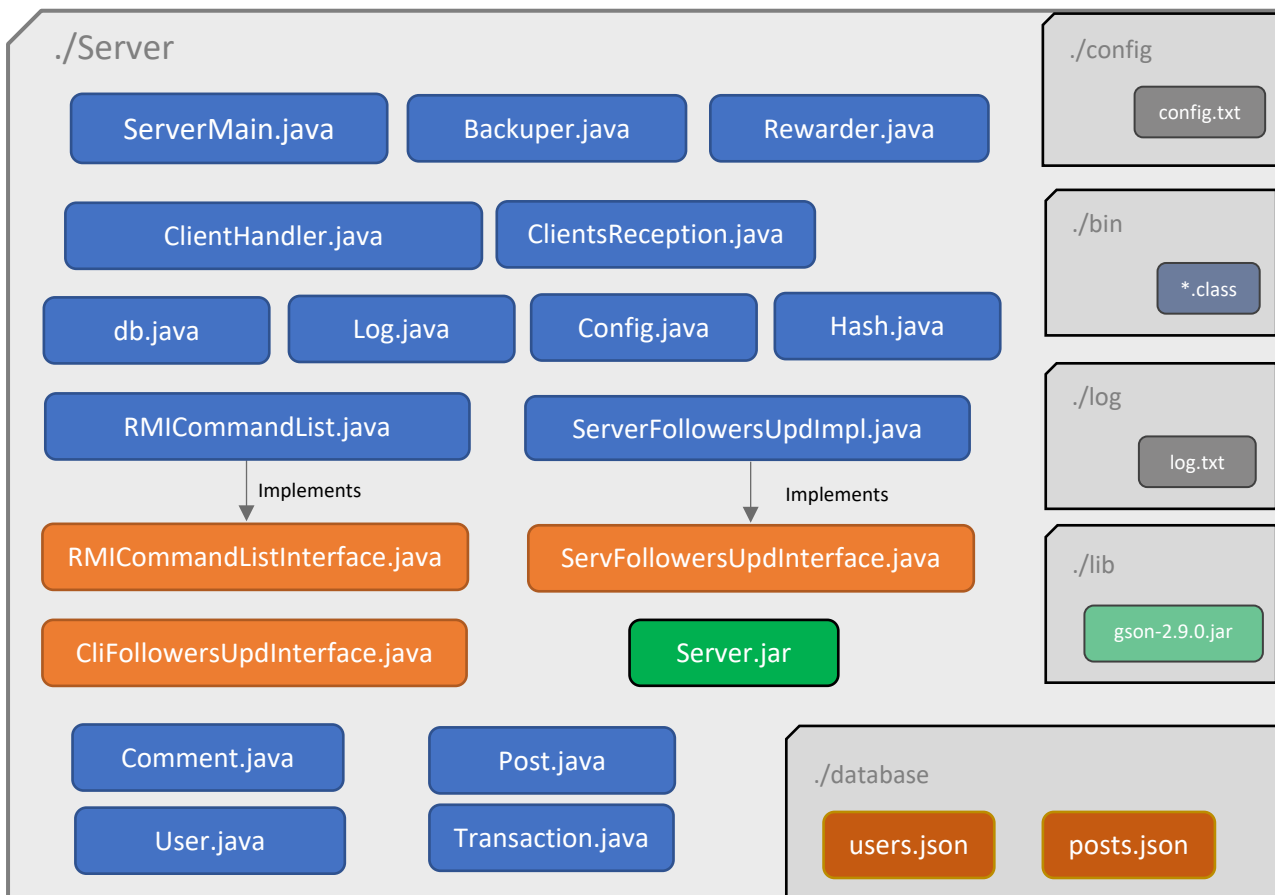 ./Server
ServerMain.java
Backuper.java
Rewarder.java
ClientHandler.java
ClientsReception.java
db.java
Log.java
Config.java
Hash.java
RMICommandList.java
ServerFollowersUpdImpl.java
Implements
Implements
RMICommandListInterface.java
ServFollowersUpdInterface.java
CliFollowersUpdInterface.java
Server.jar
Comment.java
Post.java
User.java
Transaction.java
./config
config.txt
./bin
*.class
./log
log.txt
./lib
gson-2.9.0.jar
./database
users.json
posts.json